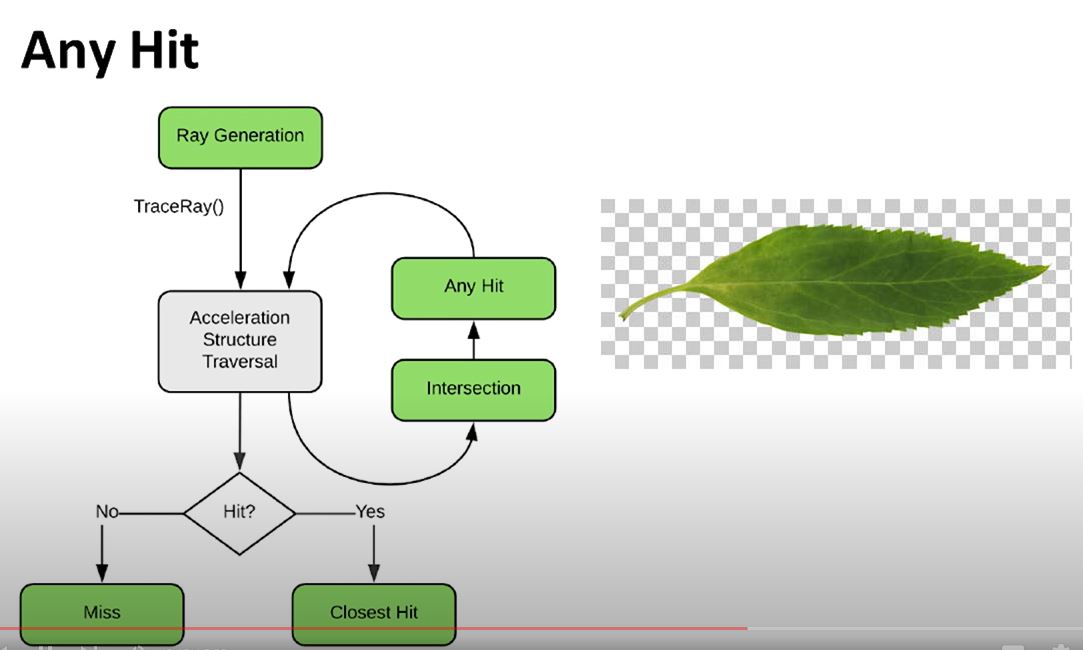 Any Hit
Ray Generation
TraceRay()
Any Hit
Acceleration
Structure
Traversal
Intersection
Hit?
No
Yes
Miss
Closest Hit